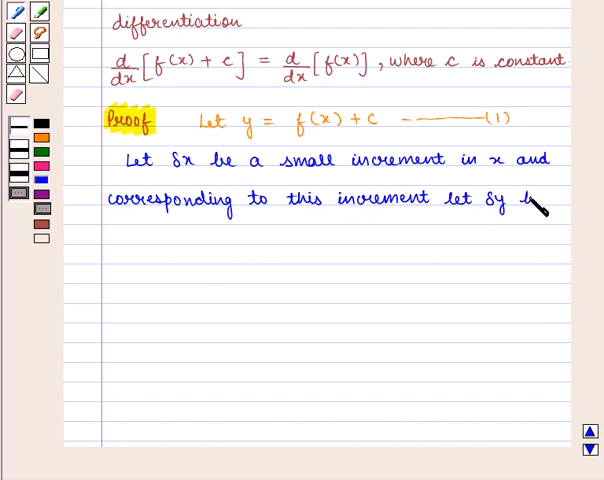 differentiation
d/dx [f(x) + c] = d/dx [f(x)], where c is constant.
Proof Let y = f(x) + c --------(1)
Let δx be a small increment in x and
corresponding to this increment let δy